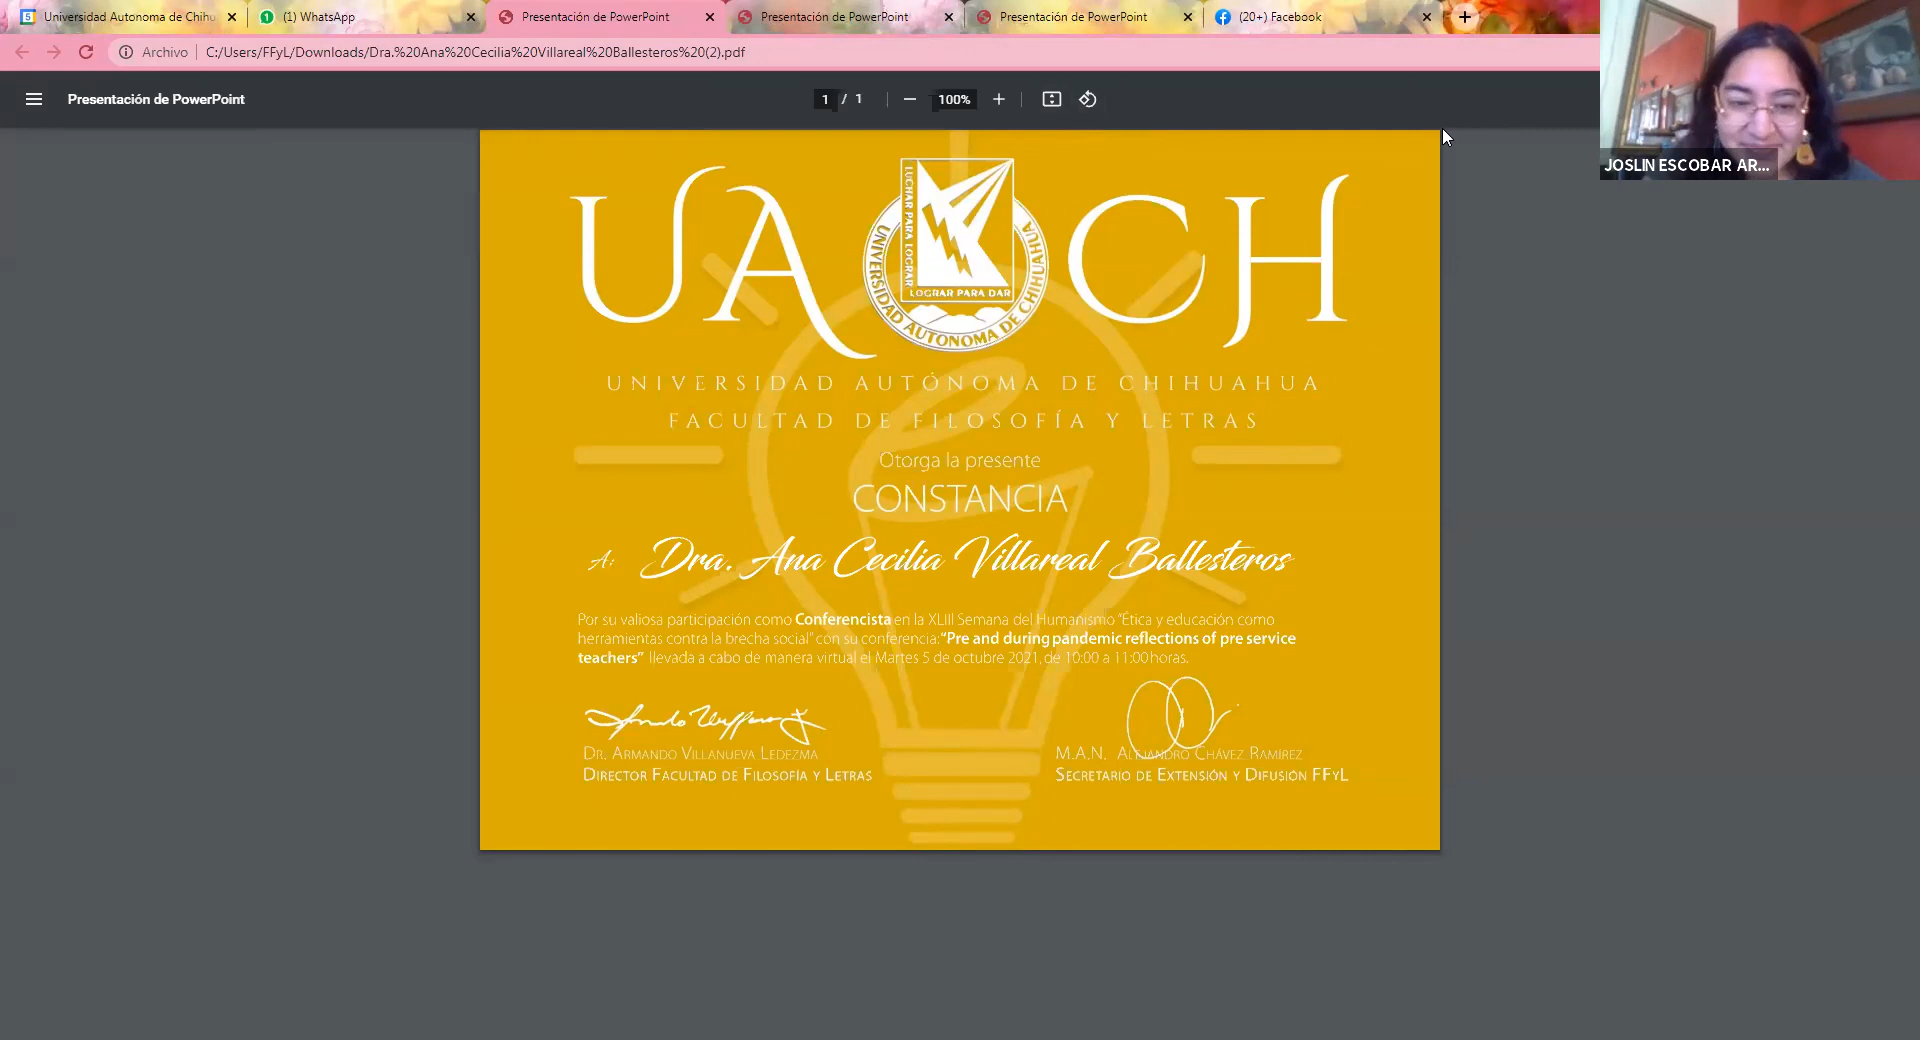 Universidad Autonoma de Chihu
(1) WhatsApp
Presentación de PowerPoint
Presentación de PowerPoint
Presentación de PowerPoint
(20+) Facebook
Archivo
C:/Users/FFyL/Downloads/Dra.%20Ana%20Cecilia%20Villareal%20Ballesteros%20(2).pdf
Presentación de PowerPoint
1 / 1
100%
JOSLIN ESCOBAR AR...
UACH
LUCHAR PARA LOGRAR
LOGRAR PARA DAR
UNIVERSIDAD AUTONOMA DE CHIHUAHUA
UNIVERSIDAD AUTÓNOMA DE CHIHUAHUA
FACULTAD DE FILOSOFÍA Y LETRAS
Otorga la presente
CONSTANCIA
A: Dra. Ana Cecilia Villareal Ballesteros
Por su valiosa participación como Conferencista en la XLIII Semana del Humanismo "Ética y educación como
herramientas contra la brecha social" con su conferencia: "Pre and during pandemic reflections of pre service
teachers" llevada a cabo de manera virtual el Martes 5 de octubre 2021, de 10:00 a 11:00 horas.
Dr. Armando Villanueva Ledezma
Director Facultad de Filosofía y Letras
M.A.N. Alejandro Chávez Ramírez
Secretario de Extensión y Difusión FFyL